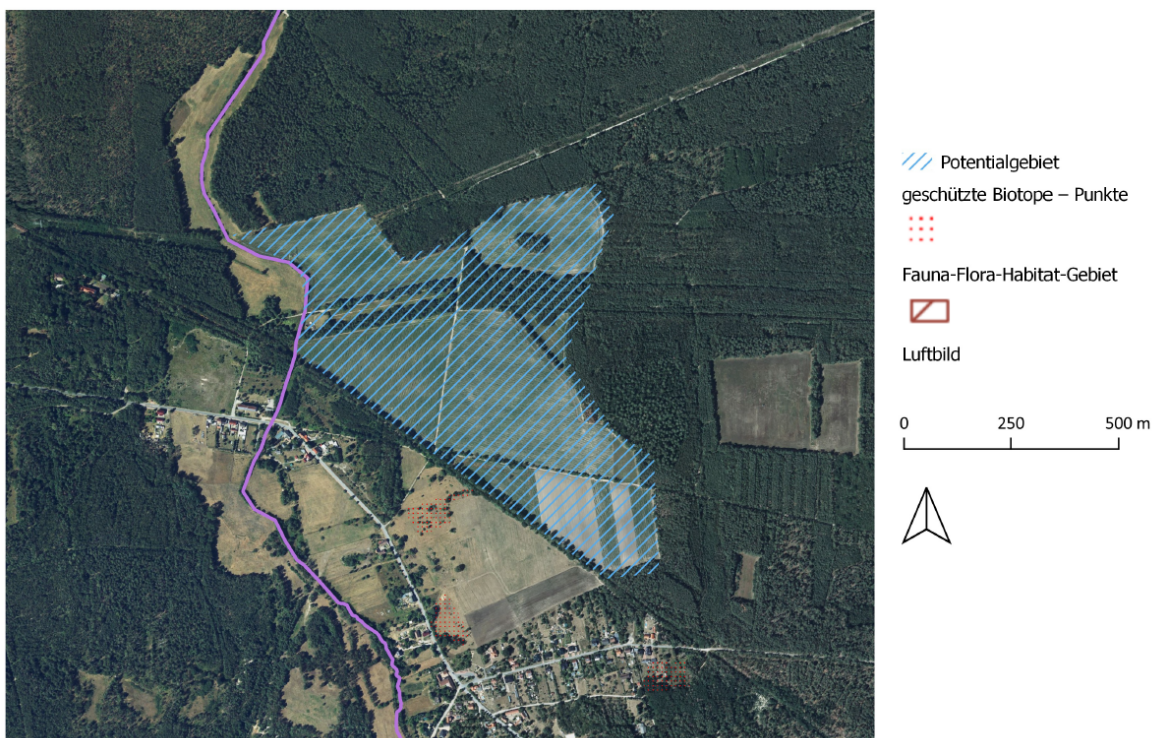 Potentialgebiet
geschützte Biotope – Punkte
Fauna-Flora-Habitat-Gebiet
Luftbild
0 250 500 m